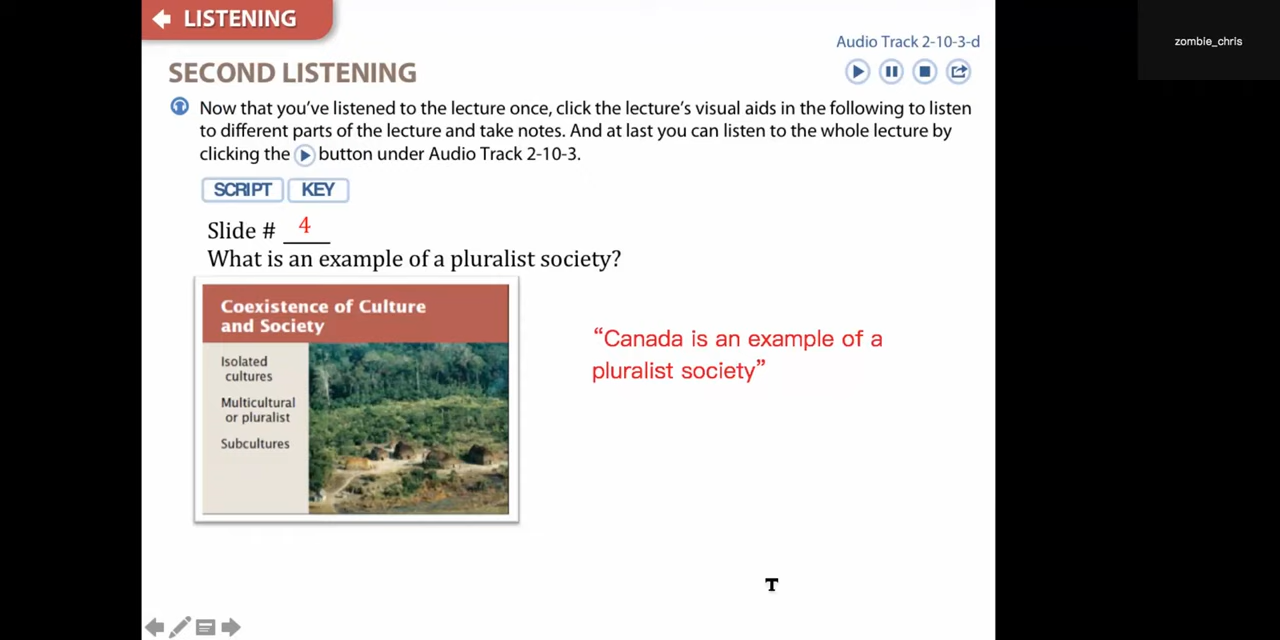 LISTENING
zombie_chris
Audio Track 2-10-3-d
SECOND LISTENING
Now that you've listened to the lecture once, click the lecture's visual aids in the following to listen
to different parts of the lecture and take notes. And at last you can listen to the whole lecture by
clicking the button under Audio Track 2-10-3.
SCRIPT KEY
Slide # 4
What is an example of a pluralist society?
Coexistence of Culture
and Society
Isolated
cultures
Multicultural
or pluralist
Subcultures
“Canada is an example of a
pluralist society”
T